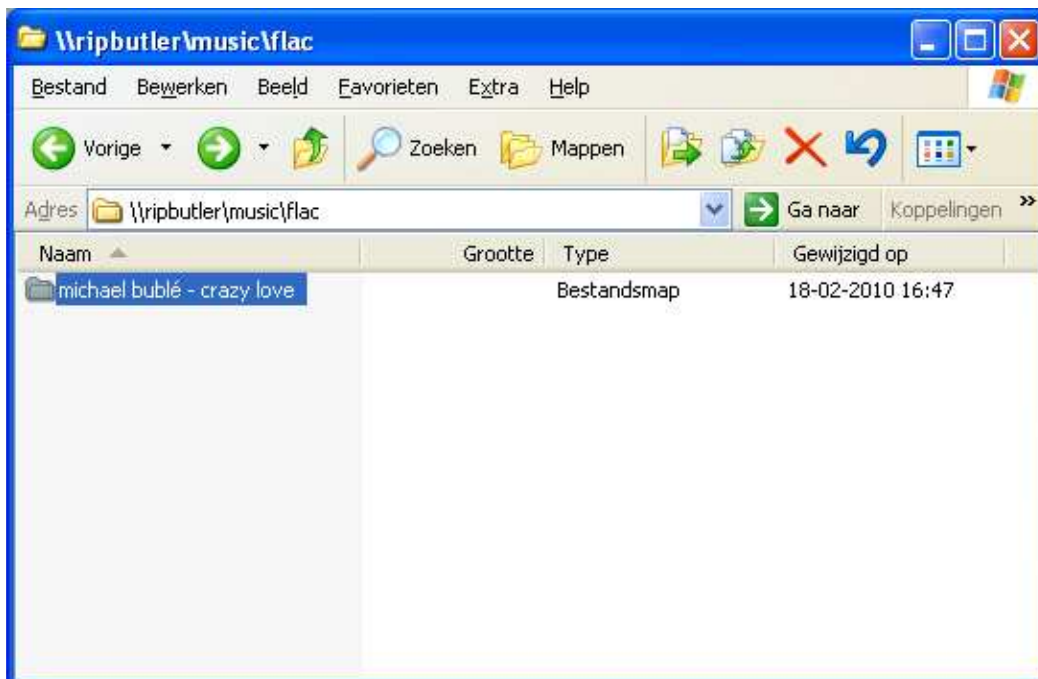 \\ripbutler\music\flac
Bestand Bewerken Beeld Favorieten Extra Help
Vorige Zoeken Mappen
Adres \\ripbutler\music\flac Ga naar Koppelingen »
Naam Grootte Type Gewijzigd op
michael bublé - crazy love Bestandsmap 18-02-2010 16:47